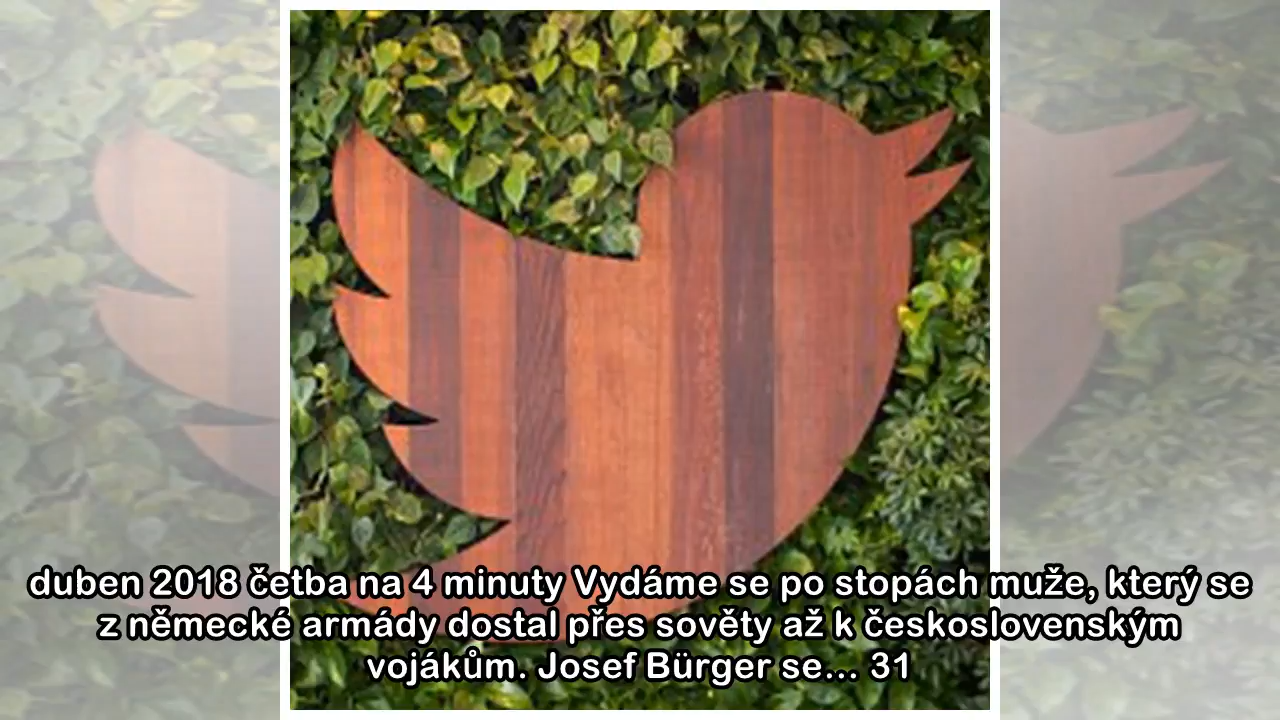 duben 2018 četba na 4 minuty Vydáme se po stopách muže, který se
z německé armády dostal přes sověty až k československým
vojákům. Josef Bürger se... 31